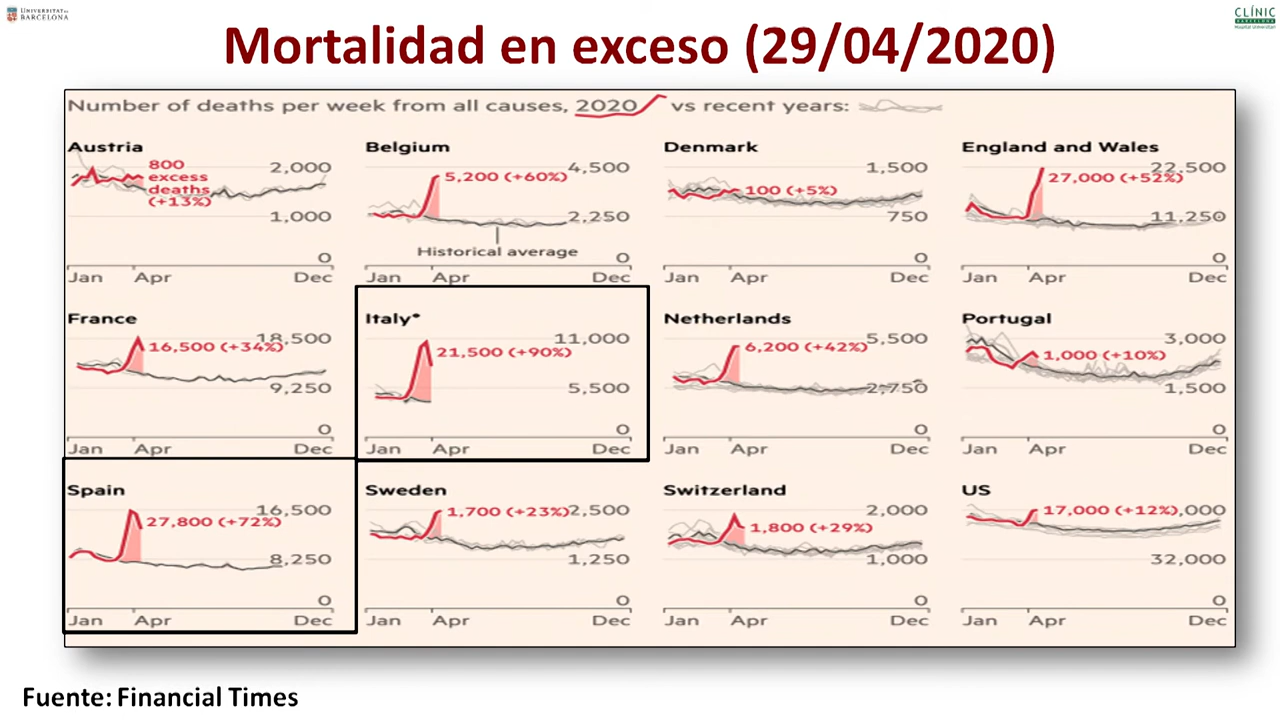 UNIVERSITAT DE
BARCELONA
CLÍNIC
BARCELONA
Hospital Universitari
Mortalidad en exceso (29/04/2020)
Number of deaths per week from all causes, 2020 vs recent years:
Austria
800
excess
deaths
(+13%)
2,000
1,000
0
Jan Apr Dec
Belgium
5,200 (+60%)
4,500
2,250
Historical average
0
Jan Apr Dec
Denmark
100 (+5%)
1,500
750
0
Jan Apr Dec
England and Wales
27,000 (+52%)
22,500
11,250
0
Jan Apr Dec
France
16,500 (+34%)
18,500
9,250
0
Jan Apr Dec
Italy*
21,500 (+90%)
11,000
5,500
0
Jan Apr Dec
Netherlands
6,200 (+42%)
5,500
2,750
0
Jan Apr Dec
Portugal
1,000 (+10%)
3,000
1,500
0
Jan Apr Dec
Spain
27,800 (+72%)
16,500
8,250
0
Jan Apr Dec
Sweden
1,700 (+23%)
2,500
1,250
0
Jan Apr Dec
Switzerland
1,800 (+29%)
2,000
1,000
0
Jan Apr Dec
US
17,000 (+12%)
,000
32,000
0
Jan Apr Dec
Fuente: Financial Times